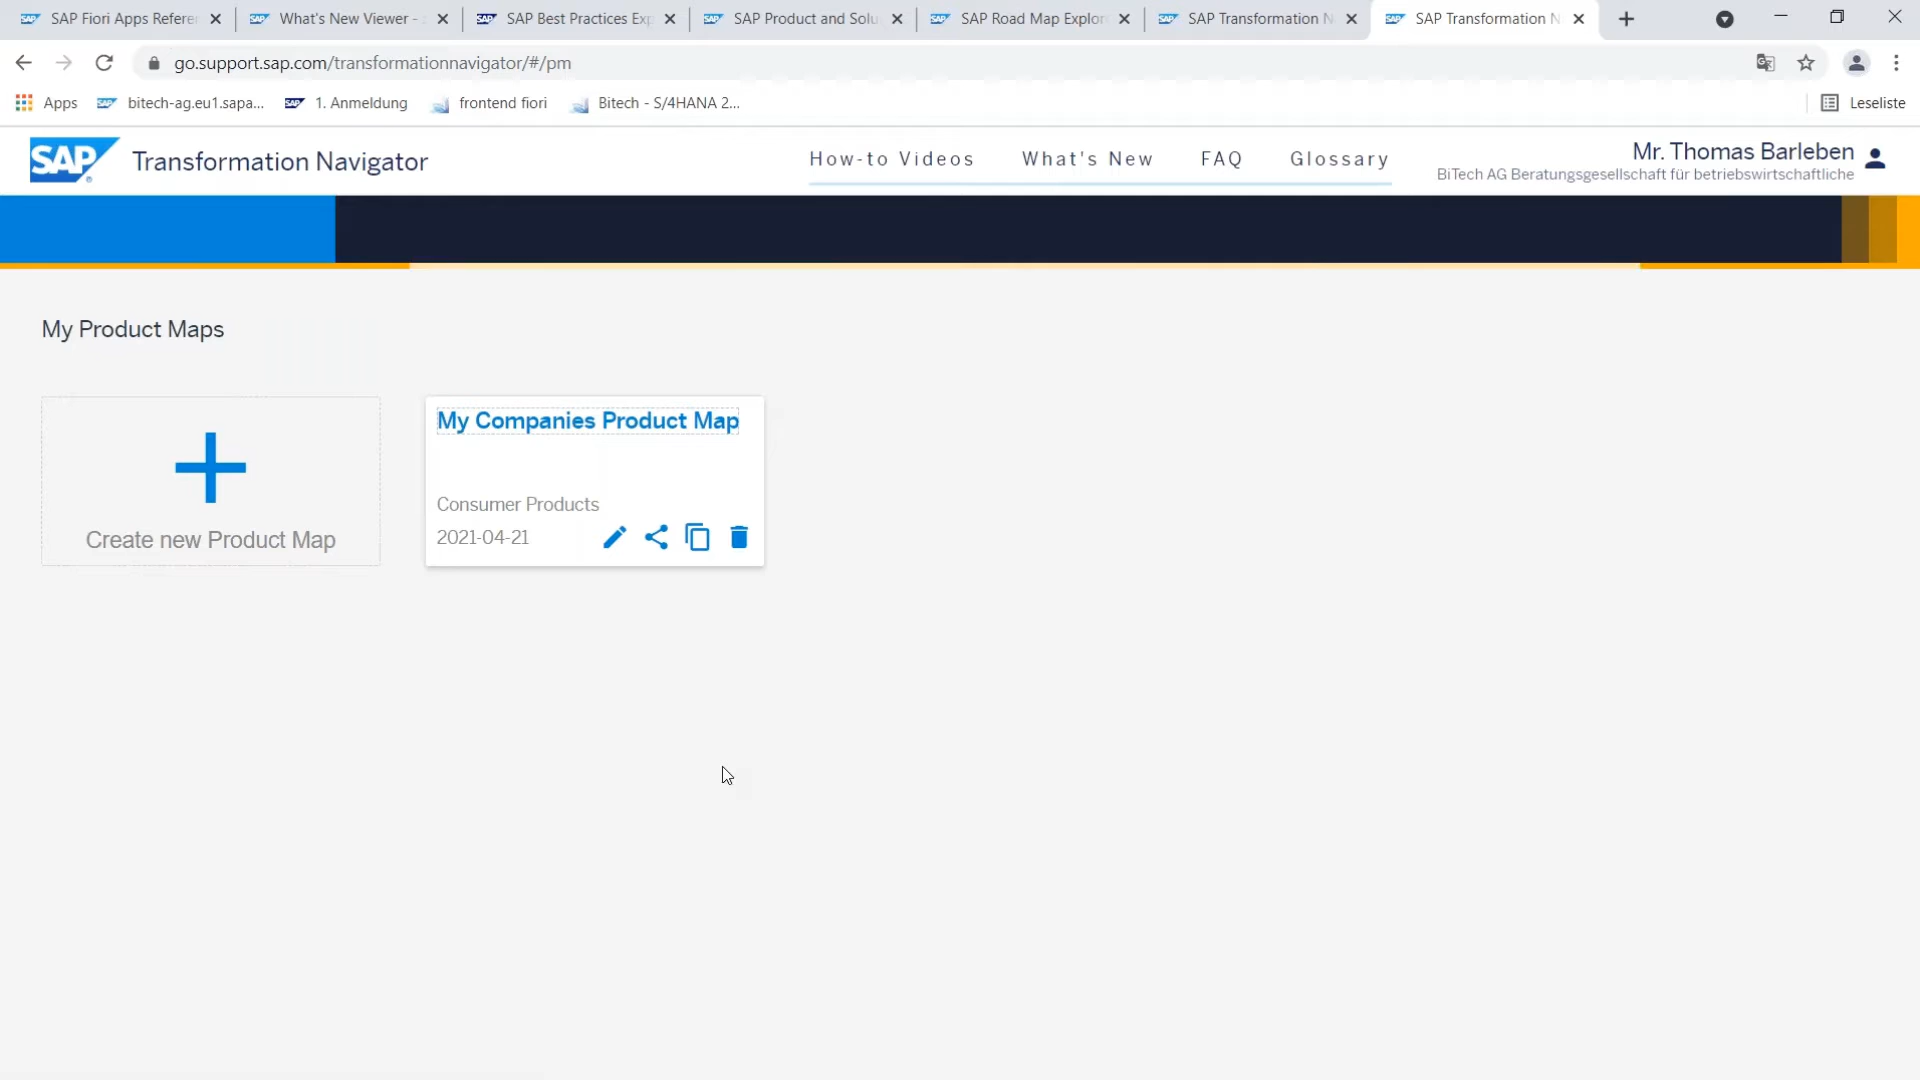 SAP Fiori Apps Refere
What's New Viewer -
SAP Best Practices Exp
SAP Product and Solu
SAP Road Map Explor
SAP Transformation N
SAP Transformation N
go.support.sap.com/transformationnavigator/#/pm
Apps
bitech-ag.eu1.sapa...
1. Anmeldung
frontend fiori
Bitech - S/4HANA 2...
Leseliste
SAP
Transformation Navigator
How-to Videos
What's New
FAQ
Glossary
Mr. Thomas Barleben
BiTech AG Beratungsgesellschaft für betriebswirtschaftliche
My Product Maps
Create new Product Map
My Companies Product Map
Consumer Products
2021-04-21